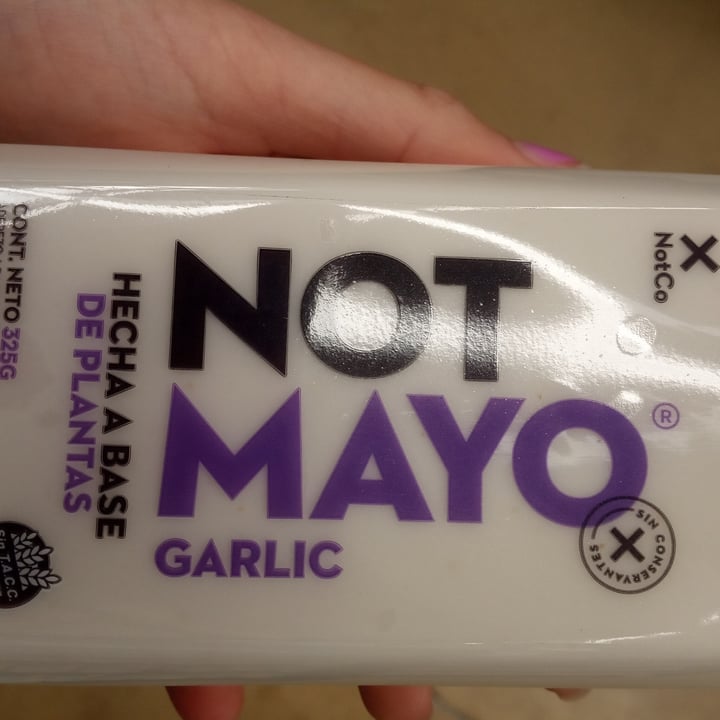 NOT
MAYO®
GARLIC
HECHA A BASE
DE PLANTAS
NotCo
SIN CONSERVANTES
CONT. NETO 325G
Sin T.A.C.C.